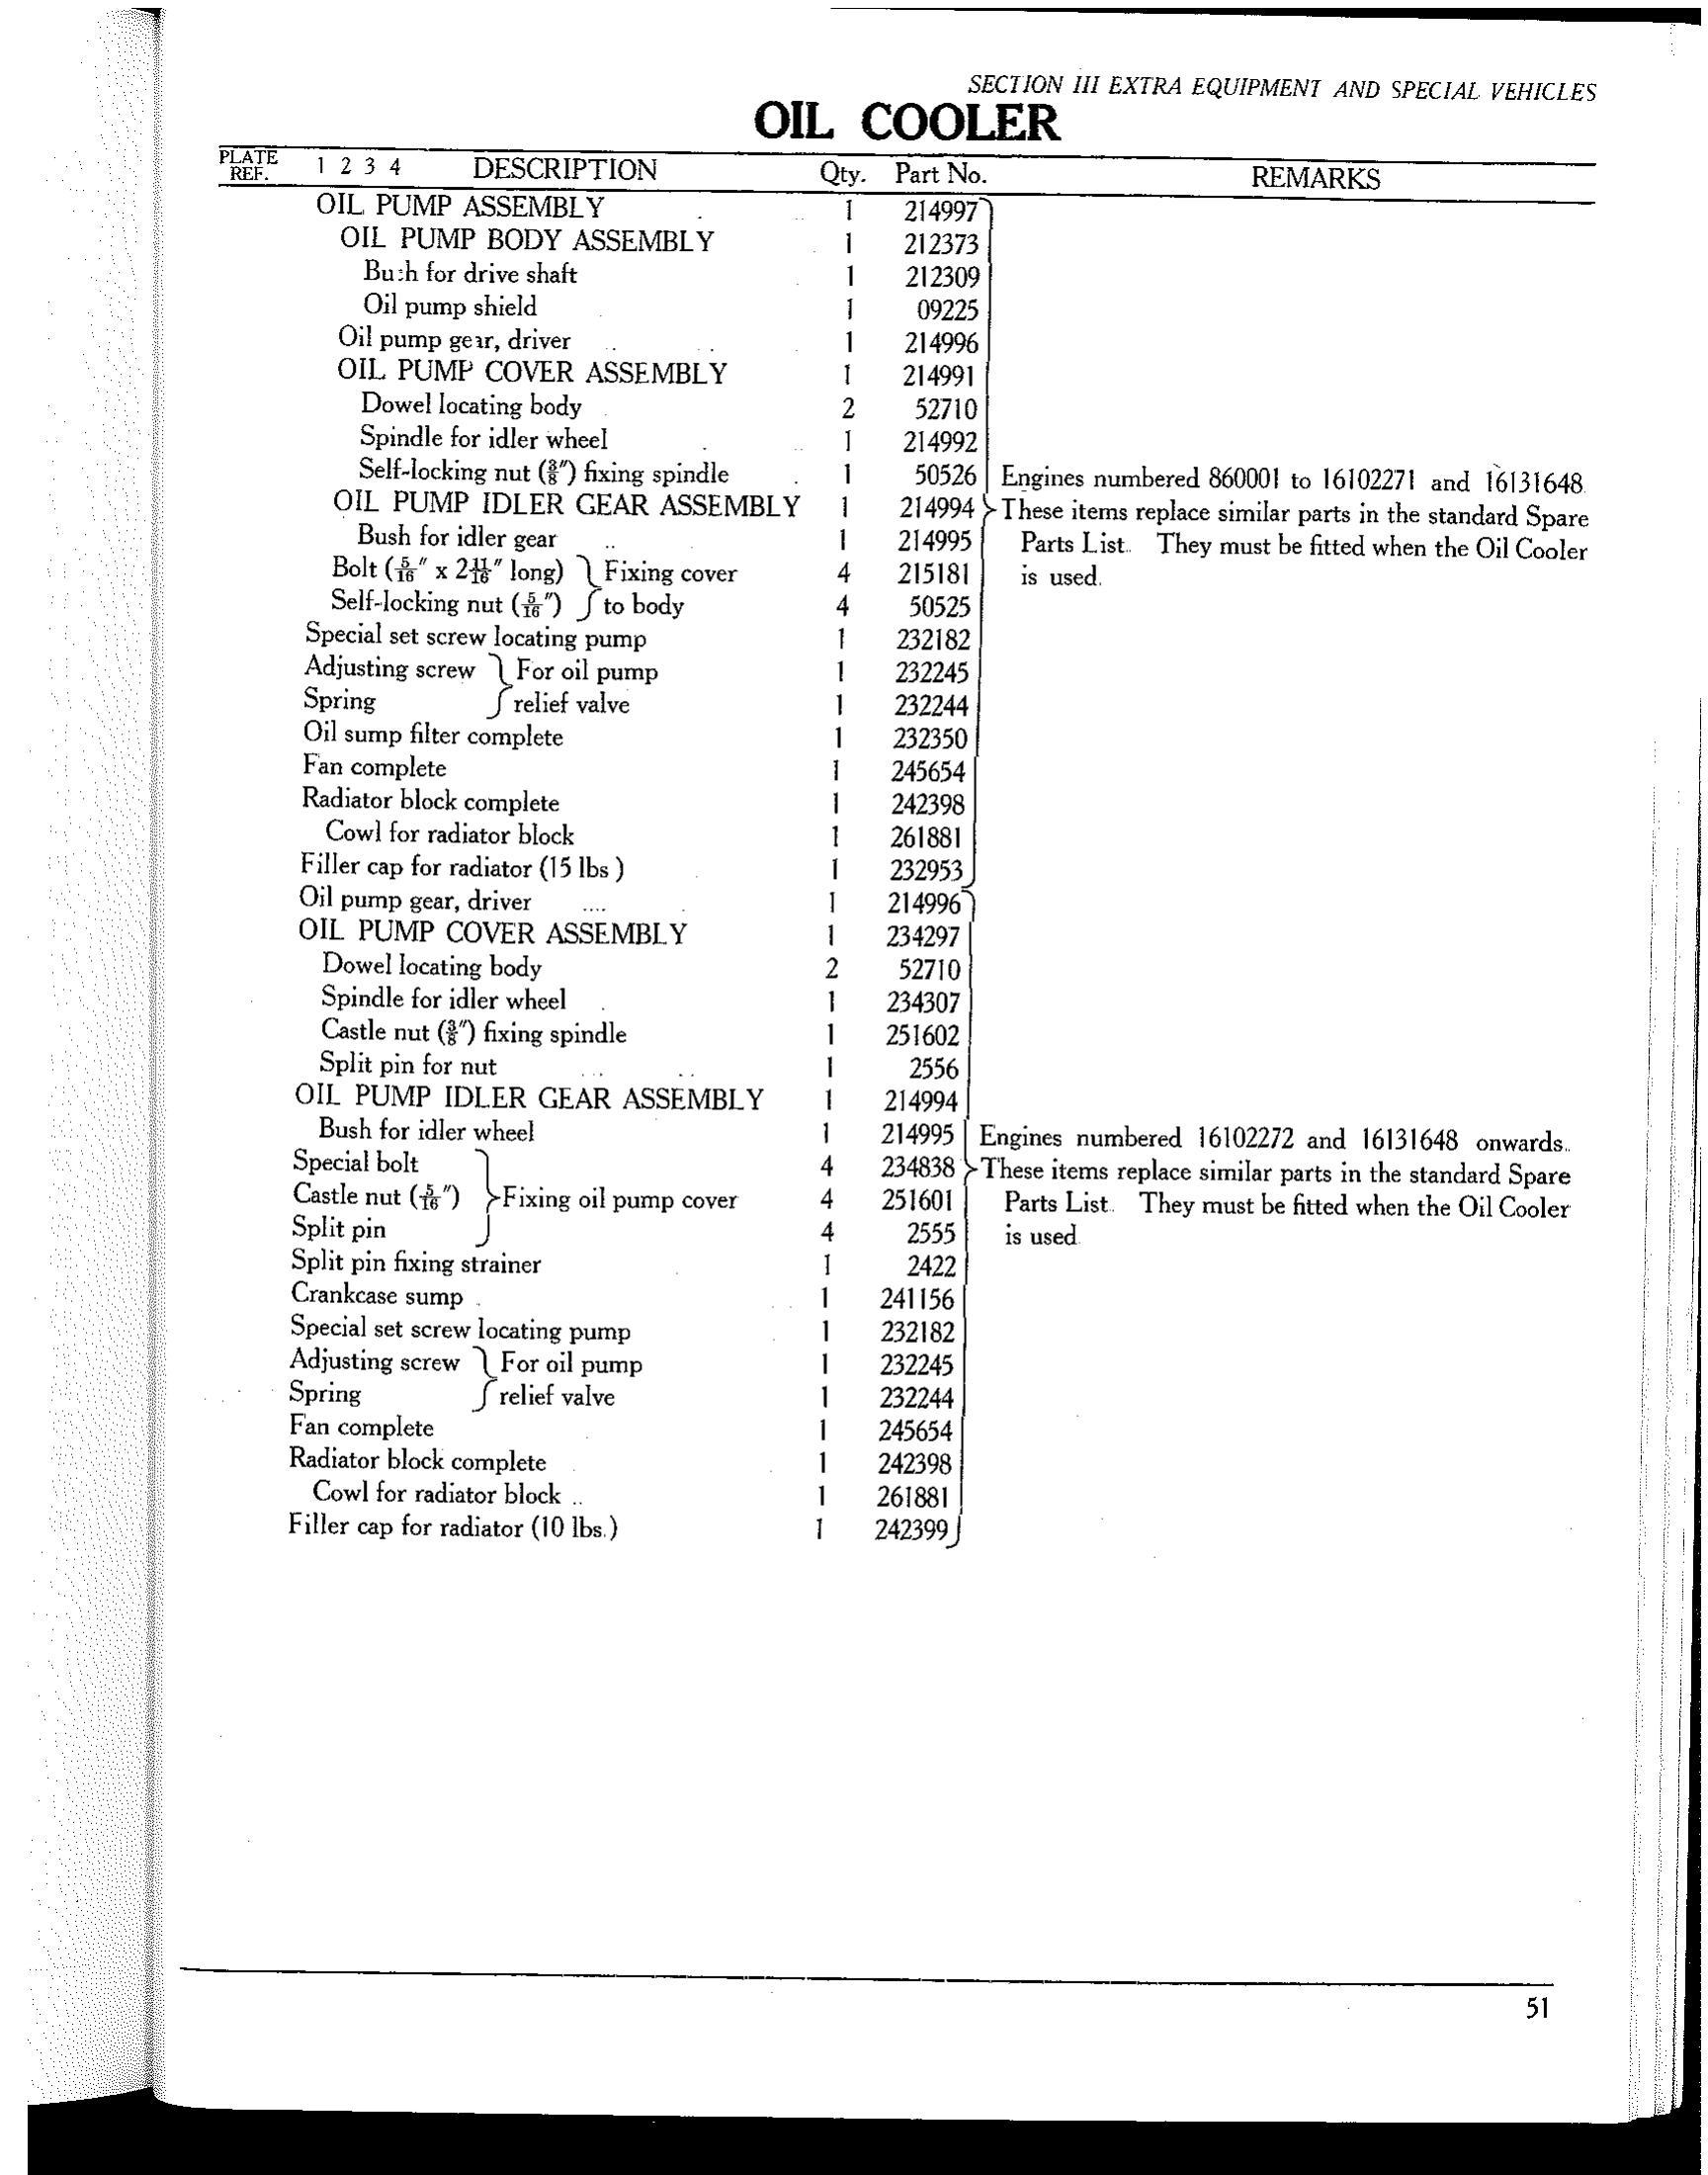 SECTION III EXTRA EQUIPMENT AND SPECIAL VEHICLES
OIL COOLER
PLATE REF. 1 2 3 4 DESCRIPTION Qty. Part No. REMARKS
OIL PUMP ASSEMBLY 1 214997
OIL PUMP BODY ASSEMBLY 1 212373
Bush for drive shaft 1 212309
Oil pump shield 1 09225
Oil pump gear, driver 1 214996
OIL PUMP COVER ASSEMBLY 1 214991
Dowel locating body 2 52710
Spindle for idler wheel 1 214992
Self-locking nut (⅜″) fixing spindle 1 50526 Engines numbered 860001 to 16102271 and 16131648
OIL PUMP IDLER GEAR ASSEMBLY 1 214994 These items replace similar parts in the standard Spare
Bush for idler gear 1 214995 Parts List. They must be fitted when the Oil Cooler
Bolt (5/16″ x 2 11/16″ long) Fixing cover 4 215181 is used.
Self-locking nut (5/16″) to body 4 50525
Special set screw locating pump 1 232182
Adjusting screw For oil pump 1 232245
Spring relief valve 1 232244
Oil sump filter complete 1 232350
Fan complete 1 245654
Radiator block complete 1 242398
Cowl for radiator block 1 261881
Filler cap for radiator (15 lbs ) 1 232953
Oil pump gear, driver .... 1 214996
OIL PUMP COVER ASSEMBLY 1 234297
Dowel locating body 2 52710
Spindle for idler wheel 1 234307
Castle nut (⅜″) fixing spindle 1 251602
Split pin for nut 1 2556
OIL PUMP IDLER GEAR ASSEMBLY 1 214994
Bush for idler wheel 1 214995 Engines numbered 16102272 and 16131648 onwards.
Special bolt 4 234838 These items replace similar parts in the standard Spare
Castle nut (5/16″) Fixing oil pump cover 4 251601 Parts List. They must be fitted when the Oil Cooler
Split pin 4 2555 is used
Split pin fixing strainer 1 2422
Crankcase sump 1 241156
Special set screw locating pump 1 232182
Adjusting screw For oil pump 1 232245
Spring relief valve 1 232244
Fan complete 1 245654
Radiator block complete 1 242398
Cowl for radiator block .. 1 261881
Filler cap for radiator (10 lbs.) 1 242399
51